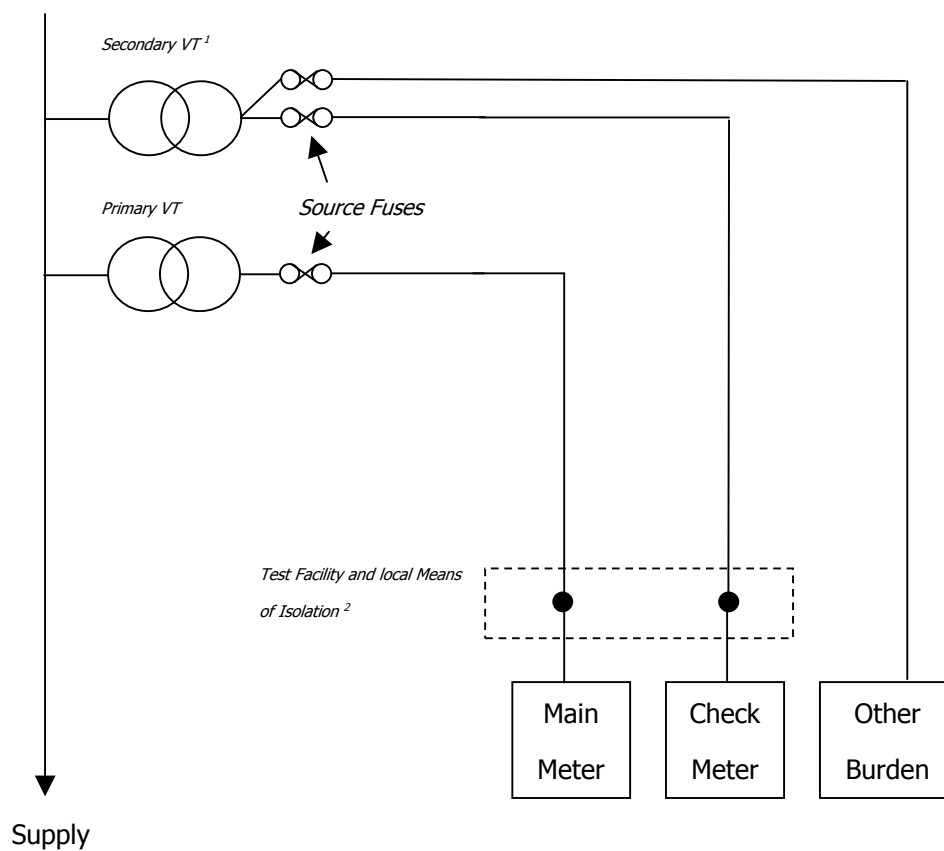 Secondary VT 1
Primary VT
Source Fuses
Test Facility and local Means
of Isolation 2
Main
Meter
Check
Meter
Other
Burden
Supply